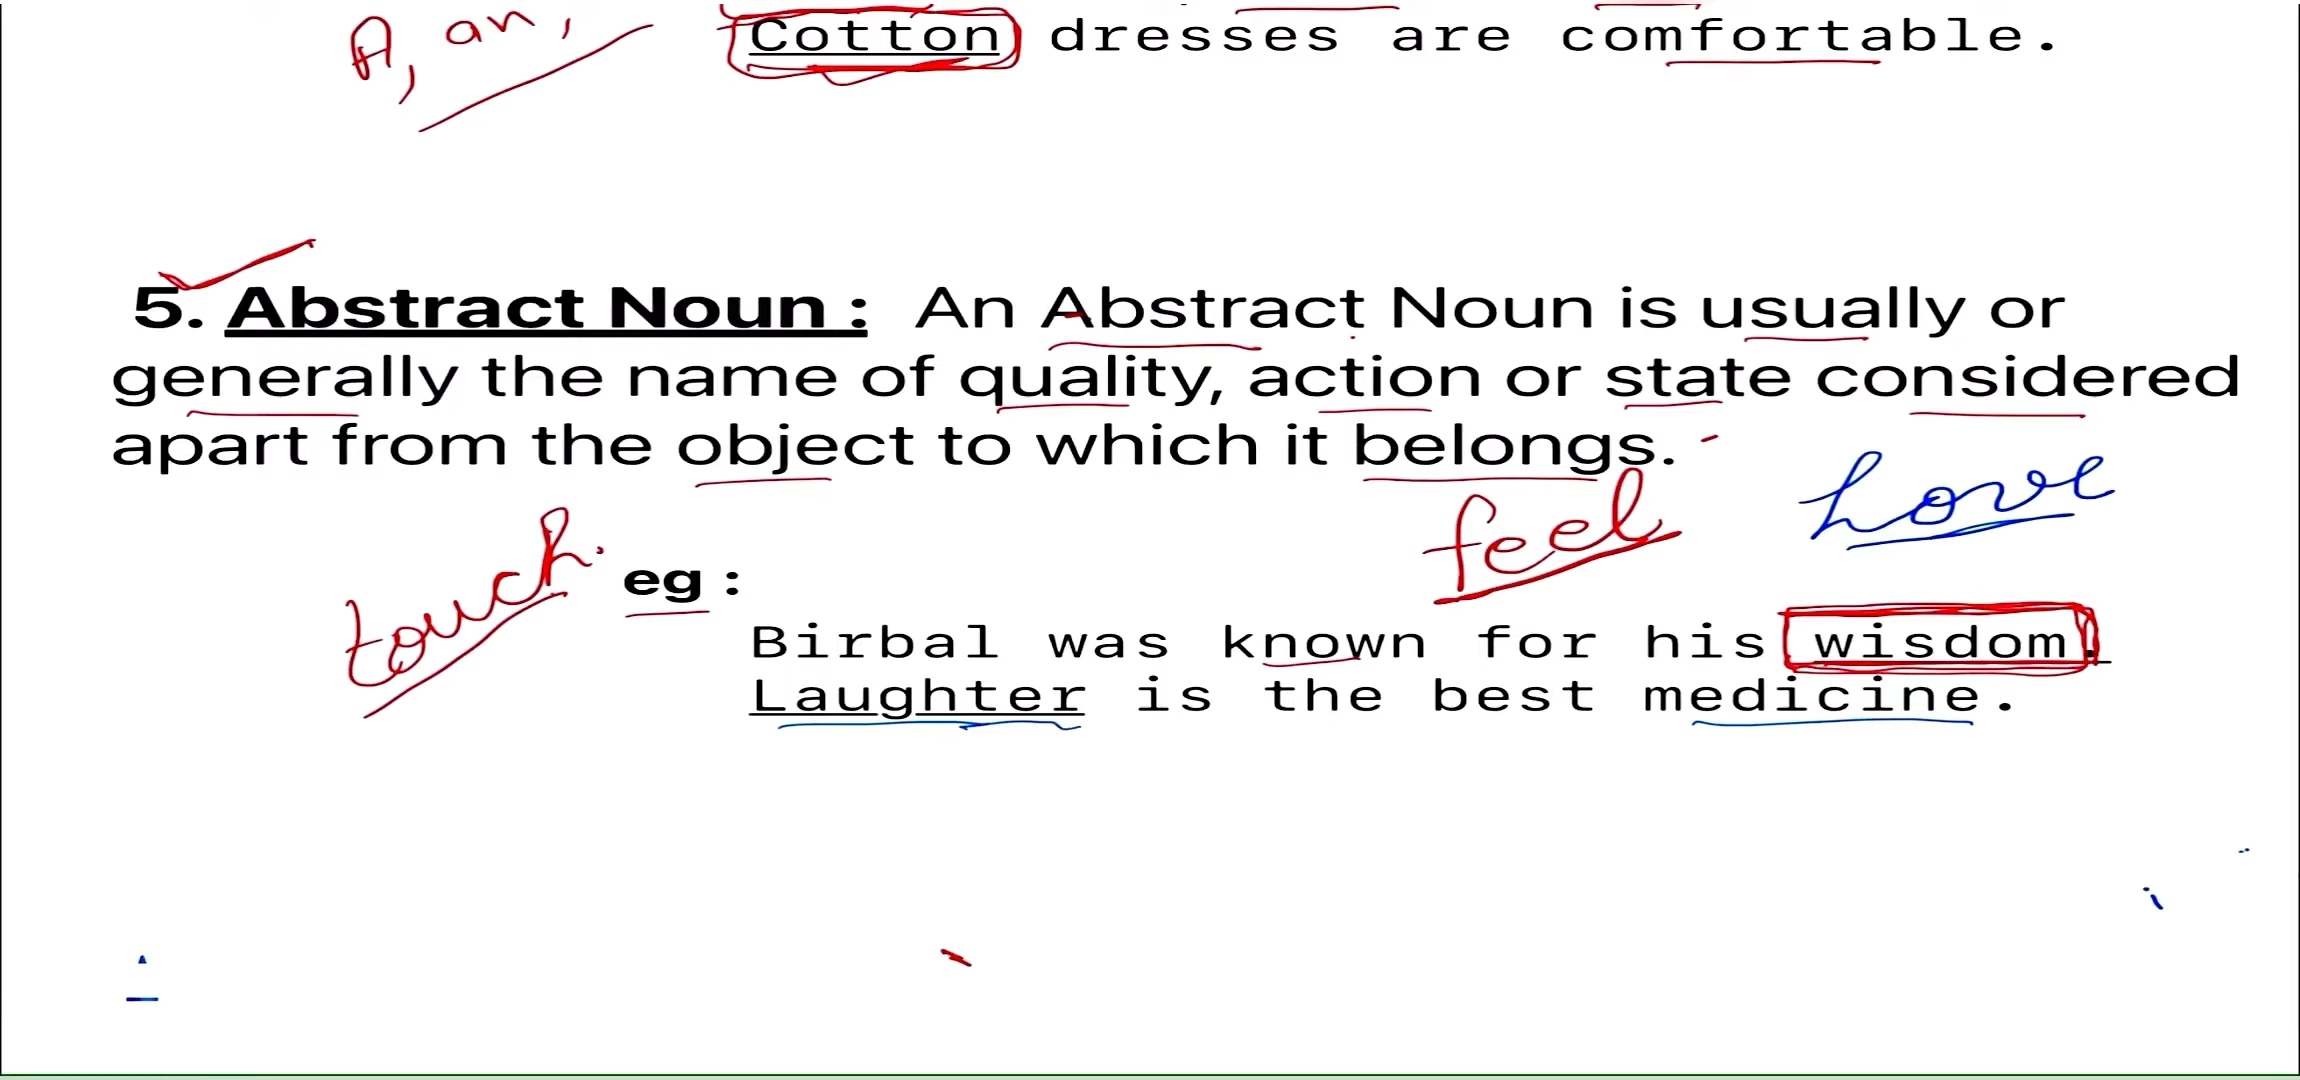 A, an,
Cotton dresses are comfortable.
5. Abstract Noun : An Abstract Noun is usually or
generally the name of quality, action or state considered
apart from the object to which it belongs.
Love
feel
touch
eg :
Birbal was known for his wisdom.
Laughter is the best medicine.